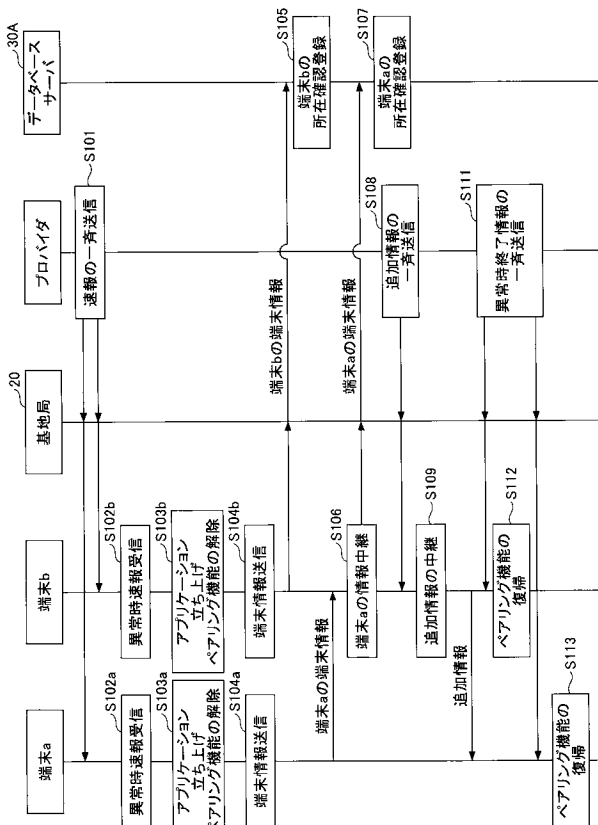 端末a
端末b
20
基地局
プロバイダ
30A
データベース
サーバ
S101
速報の一斉送信
S102a
異常時速報受信
S102b
異常時速報受信
S103a
アプリケーション
立ち上げ
ペアリング機能の解除
S103b
アプリケーション
立ち上げ
ペアリング機能の解除
S104a
端末情報送信
S104b
端末情報送信
端末bの端末情報
S105
端末bの
所在確認登録
端末aの端末情報
S106
端末aの情報中継
端末aの端末情報
S107
端末aの
所在確認登録
S108
追加情報の
一斉送信
S109
追加情報の中継
追加情報
S111
異常時終了情報の
一斉送信
S112
ペアリング機能の
復帰
S113
ペアリング機能の
復帰